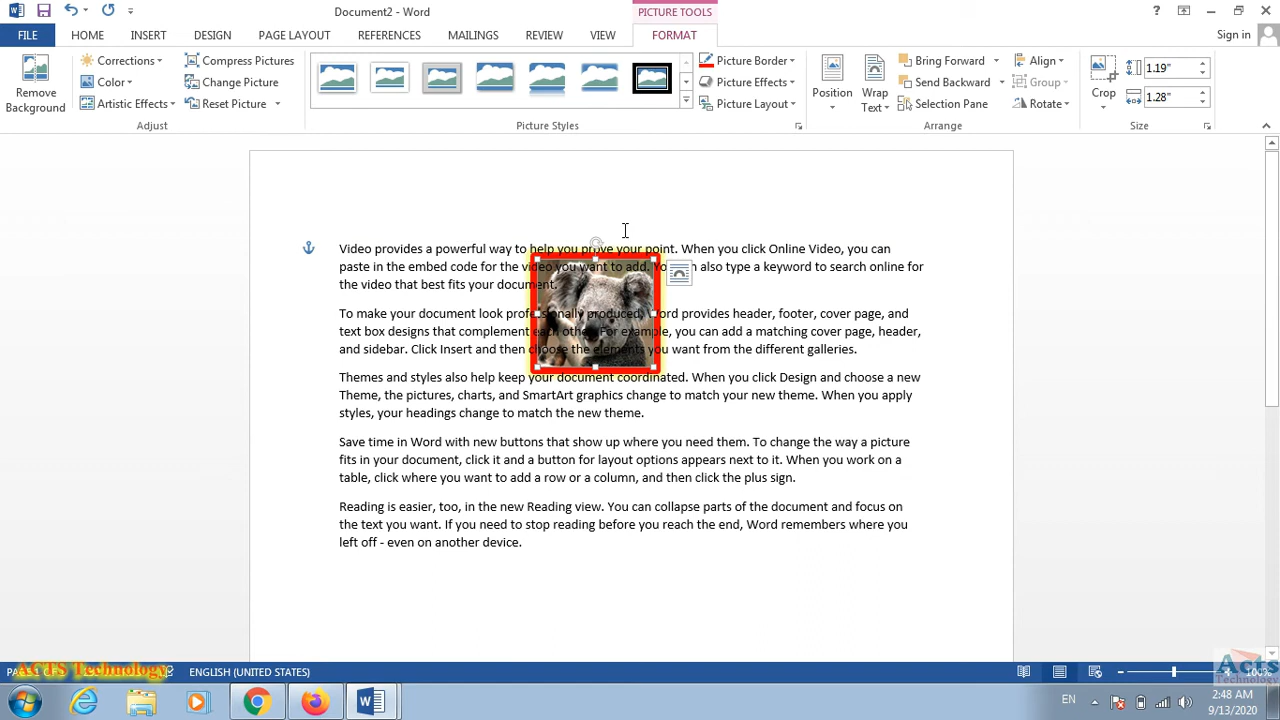 Document2 - Word
PICTURE TOOLS
?
FILE
HOME
INSERT
DESIGN
PAGE LAYOUT
REFERENCES
MAILINGS
REVIEW
VIEW
FORMAT
Sign in
Remove Background
Corrections
Color
Artistic Effects
Compress Pictures
Change Picture
Reset Picture
Adjust
Picture Styles
Picture Border
Picture Effects
Picture Layout
Position
Wrap Text
Bring Forward
Send Backward
Selection Pane
Align
Group
Rotate
Arrange
Crop
1.19"
1.28"
Size
Video provides a powerful way to help you prove your point. When you click Online Video, you can
paste in the embed code for the video you want to add. You can also type a keyword to search online for
the video that best fits your document.
To make your document look professionally produced, Word provides header, footer, cover page, and
text box designs that complement each other. For example, you can add a matching cover page, header,
and sidebar. Click Insert and then choose the elements you want from the different galleries.
Themes and styles also help keep your document coordinated. When you click Design and choose a new
Theme, the pictures, charts, and SmartArt graphics change to match your new theme. When you apply
styles, your headings change to match the new theme.
Save time in Word with new buttons that show up where you need them. To change the way a picture
fits in your document, click it and a button for layout options appears next to it. When you work on a
table, click where you want to add a row or a column, and then click the plus sign.
Reading is easier, too, in the new Reading view. You can collapse parts of the document and focus on
the text you want. If you need to stop reading before you reach the end, Word remembers where you
left off - even on another device.
ACTS Technology
ENGLISH (UNITED STATES)
100%
Acts
Technology
EN
2:48 AM
9/13/2020